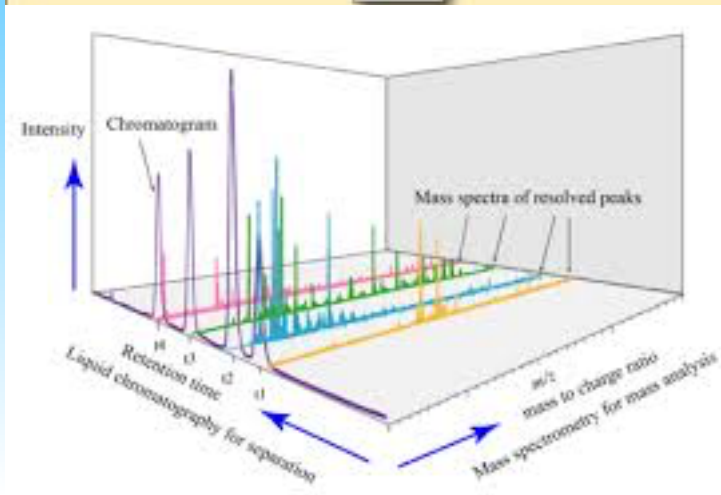 Intensity
Chromatogram
Mass spectra of resolved peaks
t4
t3
t2
t1
Retention time
Liquid chromatography for separation
m/z
mass to charge ratio
Mass spectrometry for mass analysis